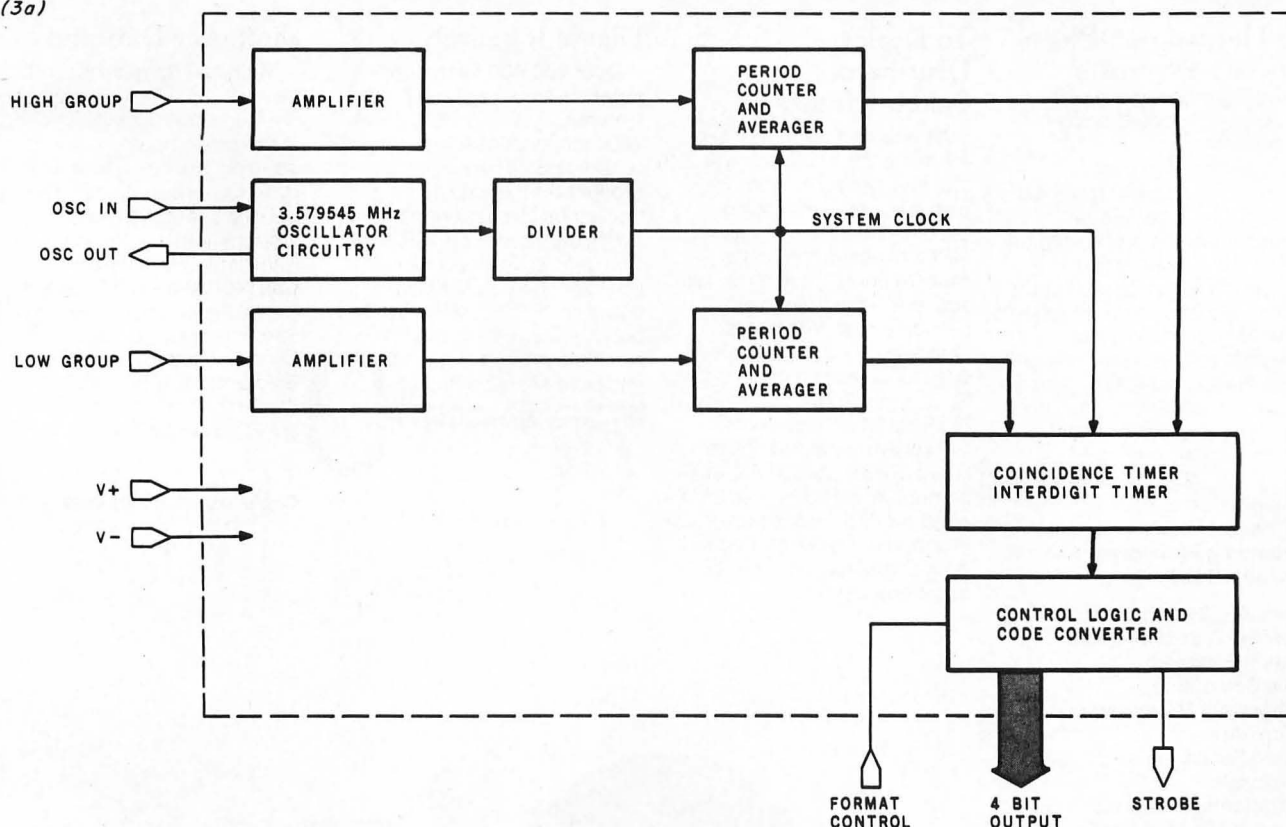 (3a)
HIGH GROUP
AMPLIFIER
PERIOD
COUNTER
AND
AVERAGER
OSC IN
OSC OUT
3.579545 MHz
OSCILLATOR
CIRCUITRY
DIVIDER
SYSTEM CLOCK
LOW GROUP
AMPLIFIER
PERIOD
COUNTER
AND
AVERAGER
V+
V-
COINCIDENCE TIMER
INTERDIGIT TIMER
CONTROL LOGIC AND
CODE CONVERTER
FORMAT
CONTROL
4 BIT
OUTPUT
STROBE